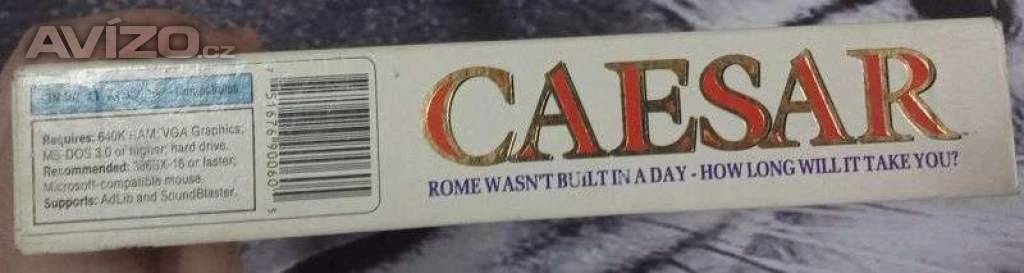 AVÍZO.cz
Requires: 640K RAM, VGA Graphics,
MS-DOS 3.0 or higher, hard drive.
Recommended: 386SX-16 or faster,
Microsoft-compatible mouse.
Supports: AdLib and SoundBlaster.
CAESAR
ROME WASN'T BUILT IN A DAY - HOW LONG WILL IT TAKE YOU?